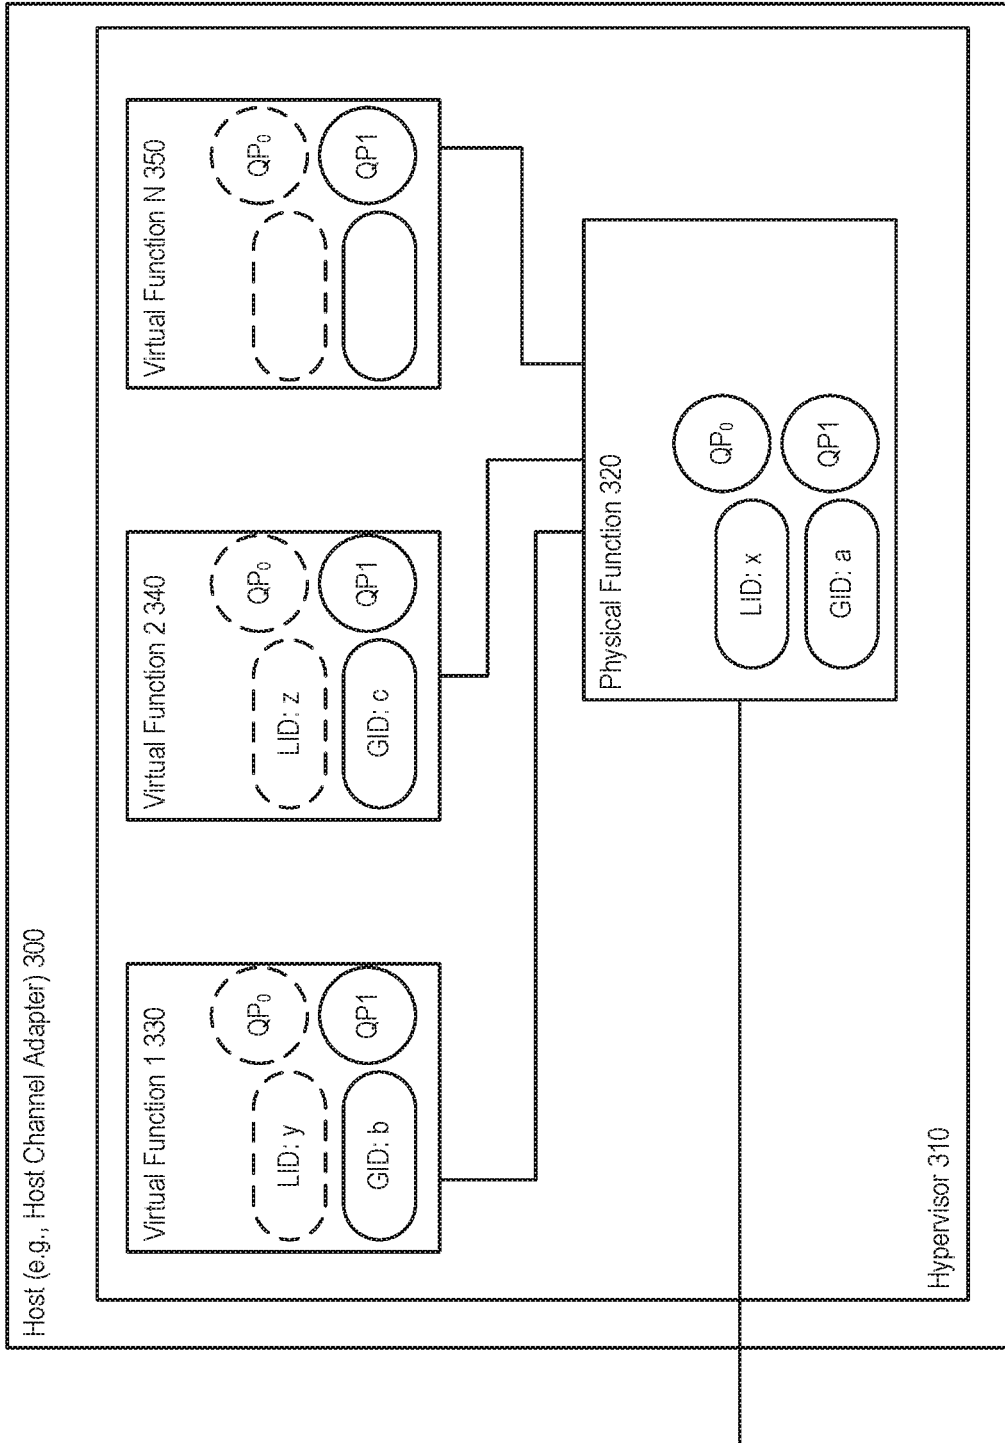 Host (e.g., Host Channel Adapter) 300
Virtual Function 1 330
LID: y
QP0
GID: b
QP1
Virtual Function 2 340
LID: z
QP0
GID: c
QP1
Virtual Function N 350
QP0
QP1
Physical Function 320
LID: x
QP0
GID: a
QP1
Hypervisor 310